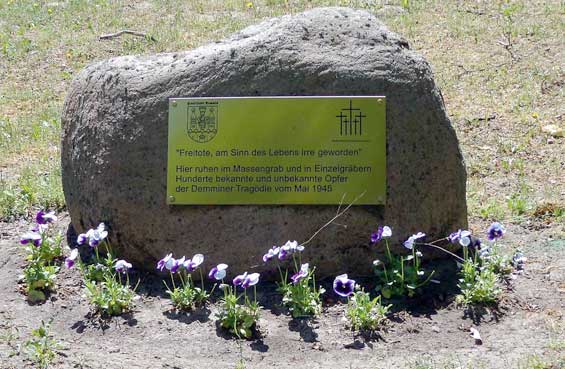 "Freitote, am Sinn des Lebens irre geworden"
Hier ruhen im Massengrab und in Einzelgräbern
Hunderte bekannte und unbekannte Opfer
der Demminer Tragödie vom Mai 1945